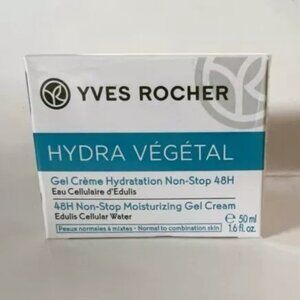 YVES ROCHER
HYDRA VÉGÉTAL
Gel Crème Hydratation Non-Stop 48H
Eau Cellulaire d'Edulis
48H Non-Stop Moisturizing Gel Cream
Edulis Cellular Water
℮ 50 ml
Peaux normales à mixtes - Normal to combination skin
1.6 fl. oz.